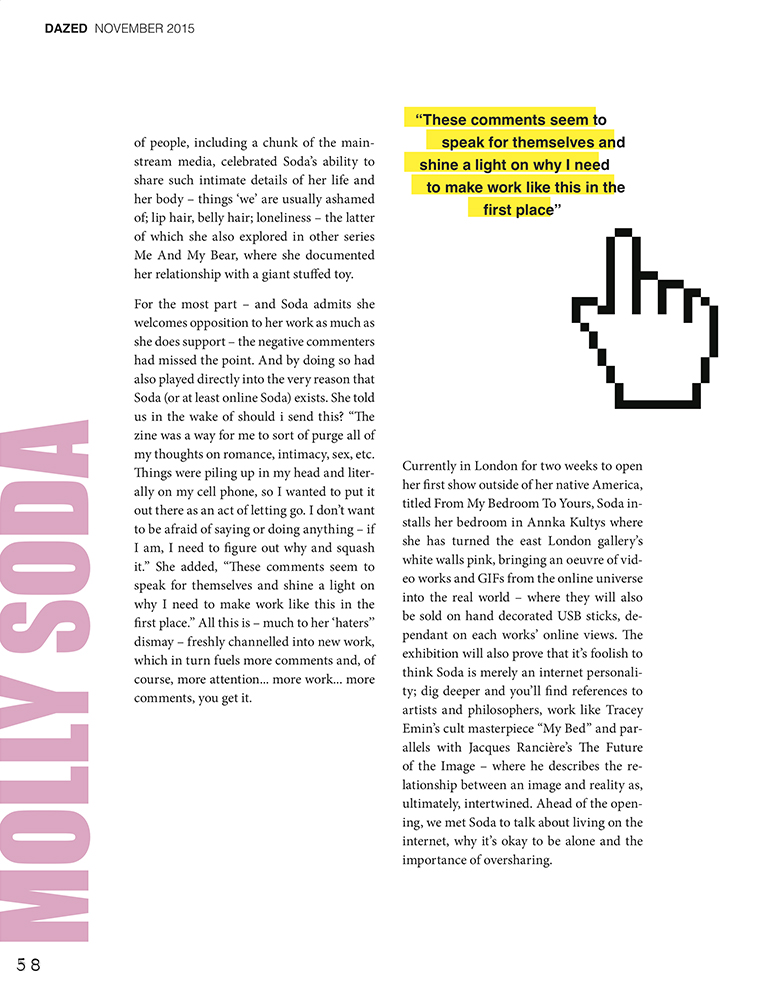 DAZED NOVEMBER 2015
of people, including a chunk of the main-
stream media, celebrated Soda’s ability to
share such intimate details of her life and
her body – things ‘we’ are usually ashamed
of; lip hair, belly hair; loneliness – the latter
of which she also explored in other series
Me And My Bear, where she documented
her relationship with a giant stuffed toy.
For the most part – and Soda admits she
welcomes opposition to her work as much as
she does support – the negative commenters
had missed the point. And by doing so had
also played directly into the very reason that
Soda (or at least online Soda) exists. She told
us in the wake of should i send this? “The
zine was a way for me to sort of purge all of
my thoughts on romance, intimacy, sex, etc.
Things were piling up in my head and liter-
ally on my cell phone, so I wanted to put it
out there as an act of letting go. I don’t want
to be afraid of saying or doing anything – if
I am, I need to figure out why and squash
it.” She added, “These comments seem to
speak for themselves and shine a light on
why I need to make work like this in the
first place.” All this is – much to her ‘haters”
dismay – freshly channelled into new work,
which in turn fuels more comments and, of
course, more attention... more work... more
comments, you get it.
“These comments seem to
speak for themselves and
shine a light on why I need
to make work like this in the
first place”
Currently in London for two weeks to open
her first show outside of her native America,
titled From My Bedroom To Yours, Soda in-
stalls her bedroom in Annka Kultys where
she has turned the east London gallery’s
white walls pink, bringing an oeuvre of vid-
eo works and GIFs from the online universe
into the real world – where they will also
be sold on hand decorated USB sticks, de-
pendant on each works’ online views. The
exhibition will also prove that it’s foolish to
think Soda is merely an internet personali-
ty; dig deeper and you’ll find references to
artists and philosophers, work like Tracey
Emin’s cult masterpiece “My Bed” and par-
allels with Jacques Rancière’s The Future
of the Image – where he describes the re-
lationship between an image and reality as,
ultimately, intertwined. Ahead of the open-
ing, we met Soda to talk about living on the
internet, why it’s okay to be alone and the
importance of oversharing.
MOLLY SODA
58